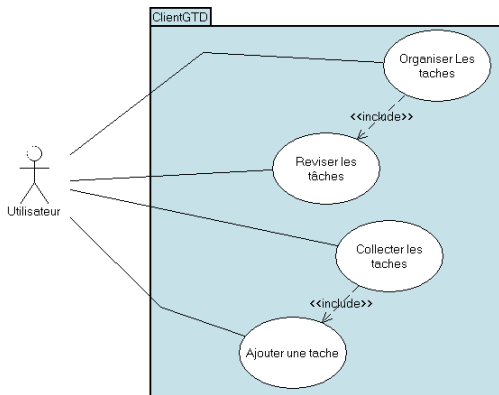 ClientGTD
Organiser Les
taches
<<include>>
Reviser les
tâches
Utilisateur
Collecter les
taches
<<include>>
Ajouter une tache